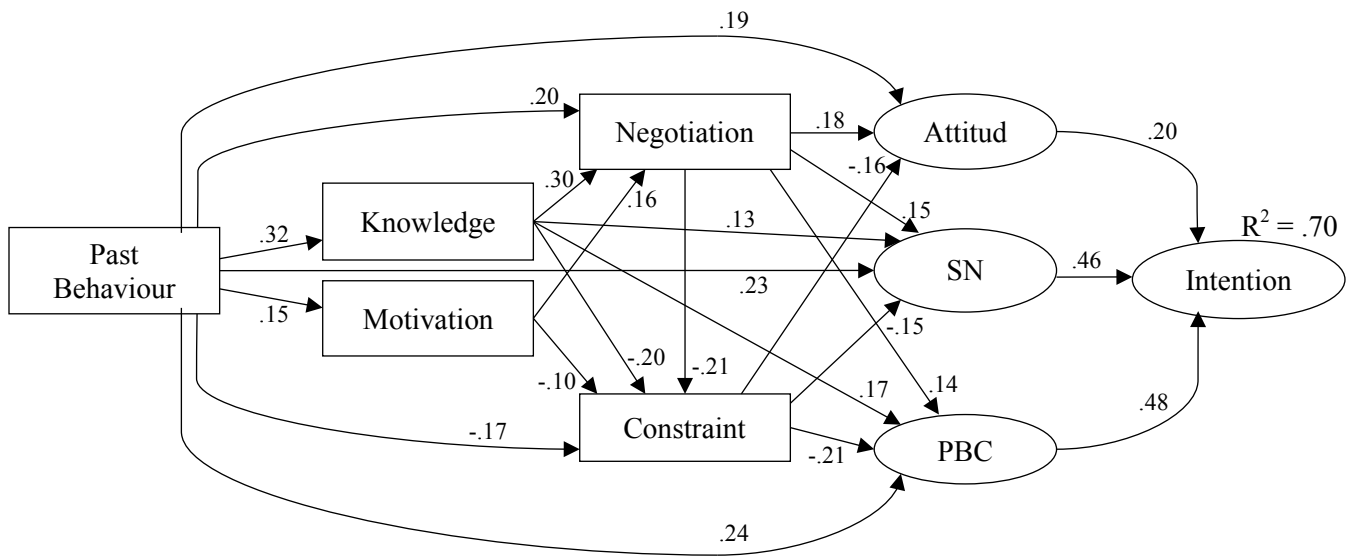 .19
.20
Negotiation
.18
Attitud
.20
-.16
.30
.16
Knowledge
.15
.32
.13
R² = .70
Past
Behaviour
SN
.46
Intention
.23
.15
Motivation
-.15
-.20
-.21
-.10
.17
.14
.48
-.17
Constraint
-.21
PBC
.24